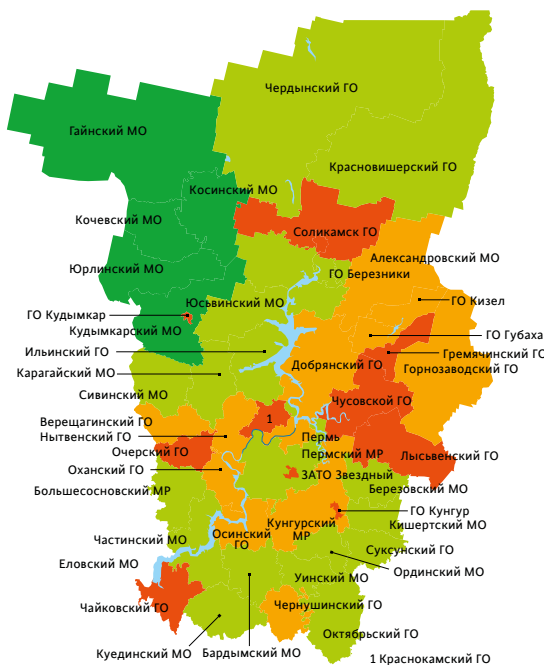 Чердынский ГО
Гайнский МО
Красновишерский ГО
Косинский МО
Кочевский МО
Соликамск ГО
Александровский МО
Юрлинский МО
ГО Березники
Юсьвинский МО
ГО Кизел
ГО Кудымкар
Кудымкарский МО
ГО Губаха
Ильинский ГО
Гремячинский ГО
Добрянский ГО
Горнозаводский ГО
Карагайский МО
Сивинский МО
Чусовской ГО
Верещагинский ГО
1
Нытвенский ГО
Пермь
Очерский ГО
Пермский МР
Лысьвенский ГО
Оханский ГО
ЗАТО Звездный
Большесосновский МР
Березовский МО
ГО Кунгур
Кунгурский
МР
Кишертский МО
Осинский
ГО
Частинский МО
Суксунский ГО
Еловский МО
Ординский МО
Уинский МО
Чайковский ГО
Чернушинский ГО
Октябрьский ГО
Куединский МО
Бардымский МО
1 Краснокамский ГО